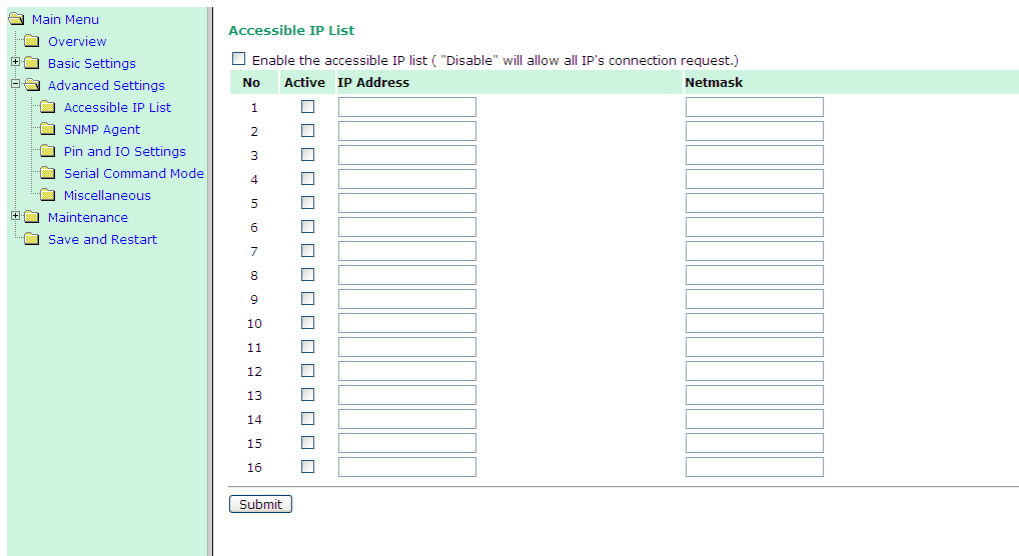 Main Menu
Overview
Basic Settings
Advanced Settings
Accessible IP List
SNMP Agent
Pin and IO Settings
Serial Command Mode
Miscellaneous
Maintenance
Save and Restart
Accessible IP List
Enable the accessible IP list ( "Disable" will allow all IP's connection request.)
No Active IP Address Netmask
1
2
3
4
5
6
7
8
9
10
11
12
13
14
15
16
Submit